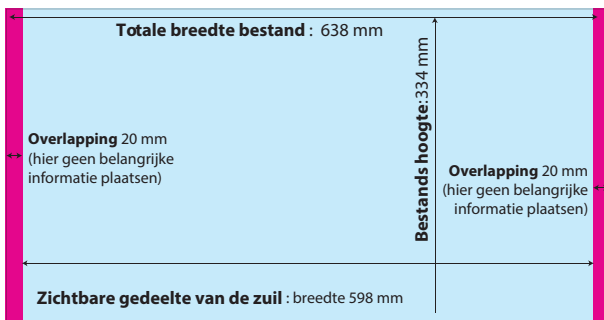 Totale breedte bestand : 638 mm
Bestands hoogte:334 mm
Overlapping 20 mm
(hier geen belangrijke
informatie plaatsen)
Overlapping 20 mm
(hier geen belangrijke
informatie plaatsen)
Zichtbare gedeelte van de zuil : breedte 598 mm